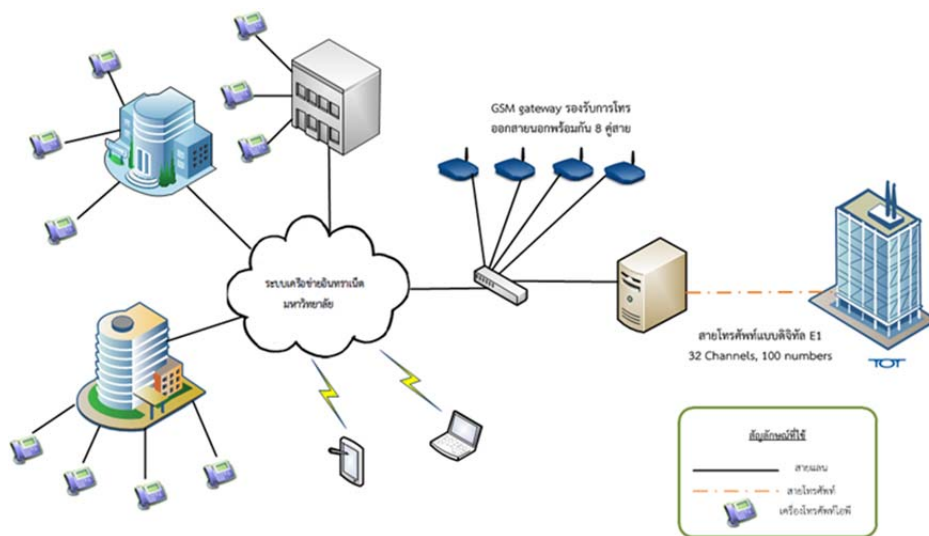 GSM gateway รองรับการโทร
ออกสายนอกพร้อมกัน 8 คู่สาย
ระบบเครือข่ายอินทราเน็ต
มหาวิทยาลัย
สายโทรศัพท์แบบดิจิทัล E1
32 Channels, 100 numbers
TOT
สัญลักษณ์ที่ใช้
สายแลน
สายโทรศัพท์
เครื่องโทรศัพท์ไอพี